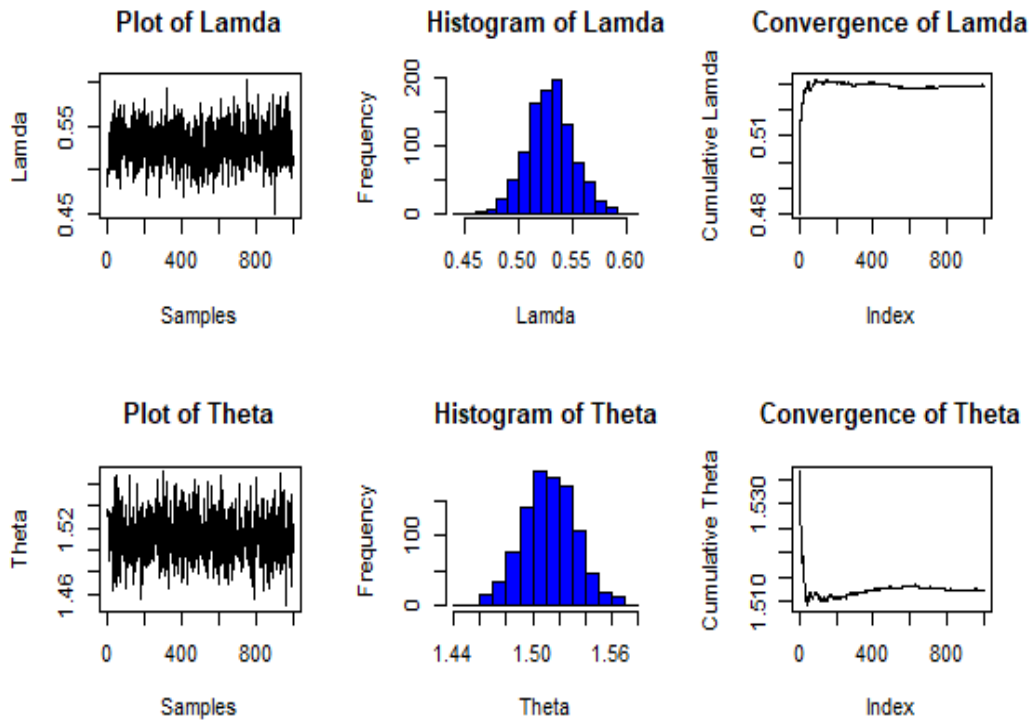 Plot of Lamda
Lamda
0.45
0.55
0 400 800
Samples
Histogram of Lamda
Frequency
0 100 200
0.45 0.50 0.55 0.60
Lamda
Convergence of Lamda
Cumulative Lamda
0.48 0.51
0 400 800
Index
Plot of Theta
Theta
1.46 1.52
0 400 800
Samples
Histogram of Theta
Frequency
0 100
1.44 1.50 1.56
Theta
Convergence of Theta
Cumulative Theta
1.510 1.530
0 400 800
Index